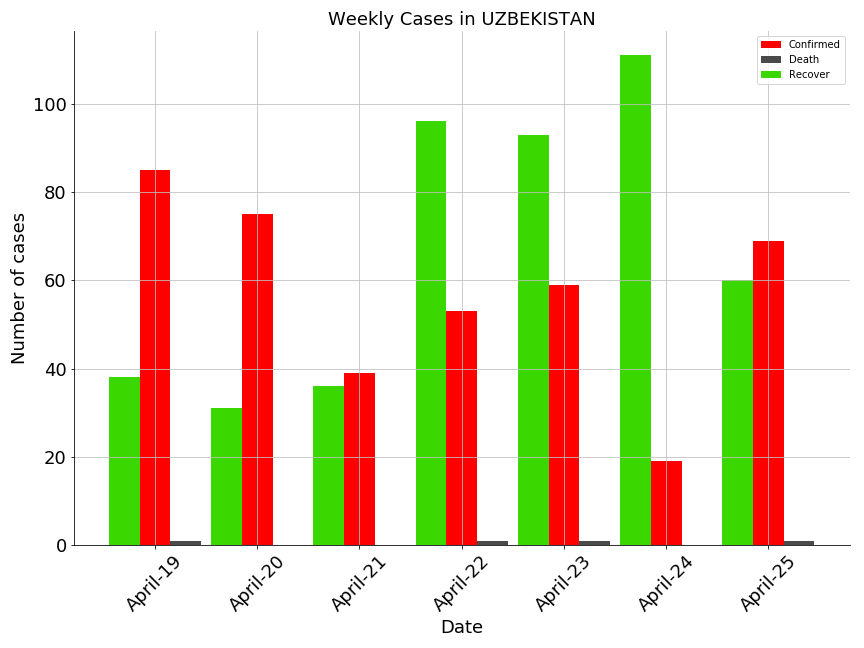 Weekly Cases in UZBEKISTAN
Confirmed
Death
Recover
Number of cases
100
80
60
40
20
0
April-19
April-20
April-21
April-22
April-23
April-24
April-25
Date